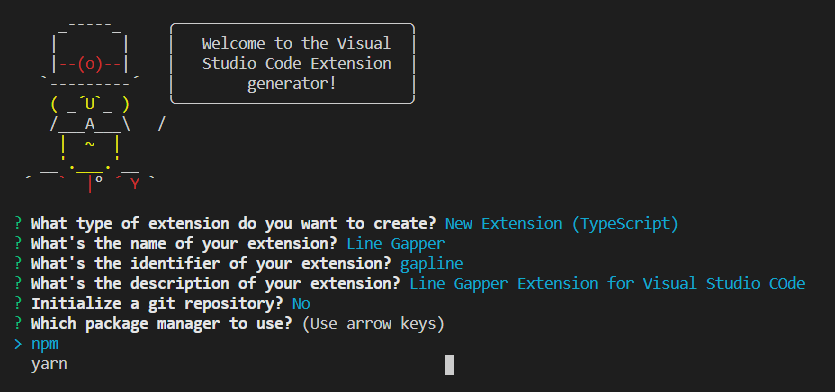 Welcome to the Visual
Studio Code Extension
generator!
? What type of extension do you want to create? New Extension (TypeScript)
? What's the name of your extension? Line Gapper
? What's the identifier of your extension? gapline
? What's the description of your extension? Line Gapper Extension for Visual Studio COde
? Initialize a git repository? No
? Which package manager to use? (Use arrow keys)
> npm
yarn